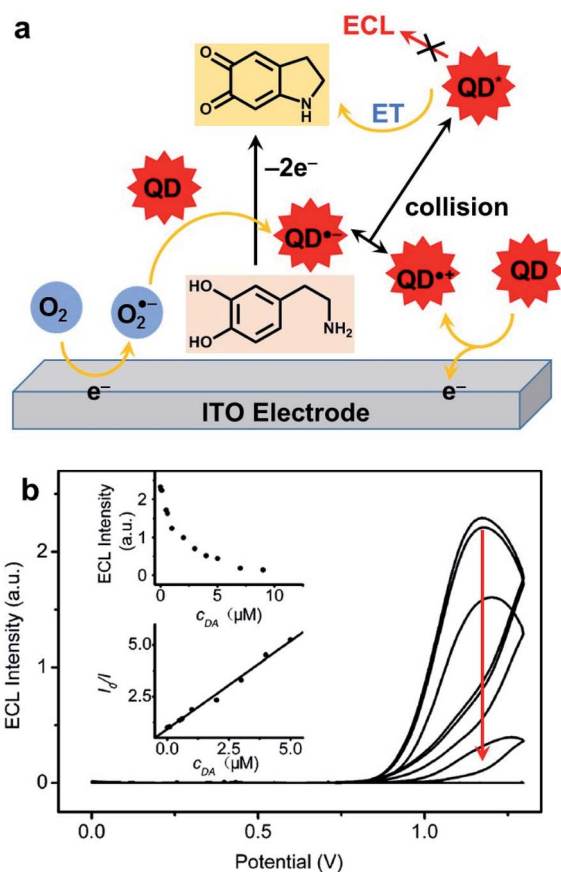 a
ECL
O
O
N
H
QD*
ET
–2e⁻
QD
collision
QD•−
QD•+
QD
HO
HO
NH₂
O₂
O₂•−
e⁻
e⁻
ITO Electrode
b
ECL Intensity (a.u.)
2
1
0
0.0
0.5
1.0
Potential (V)
ECL Intensity
(a.u.)
2
1
0
0
5
10
c_DA (μM)
I₀/I
5.0
2.5
0.0
2.5
5.0
c_DA (μM)